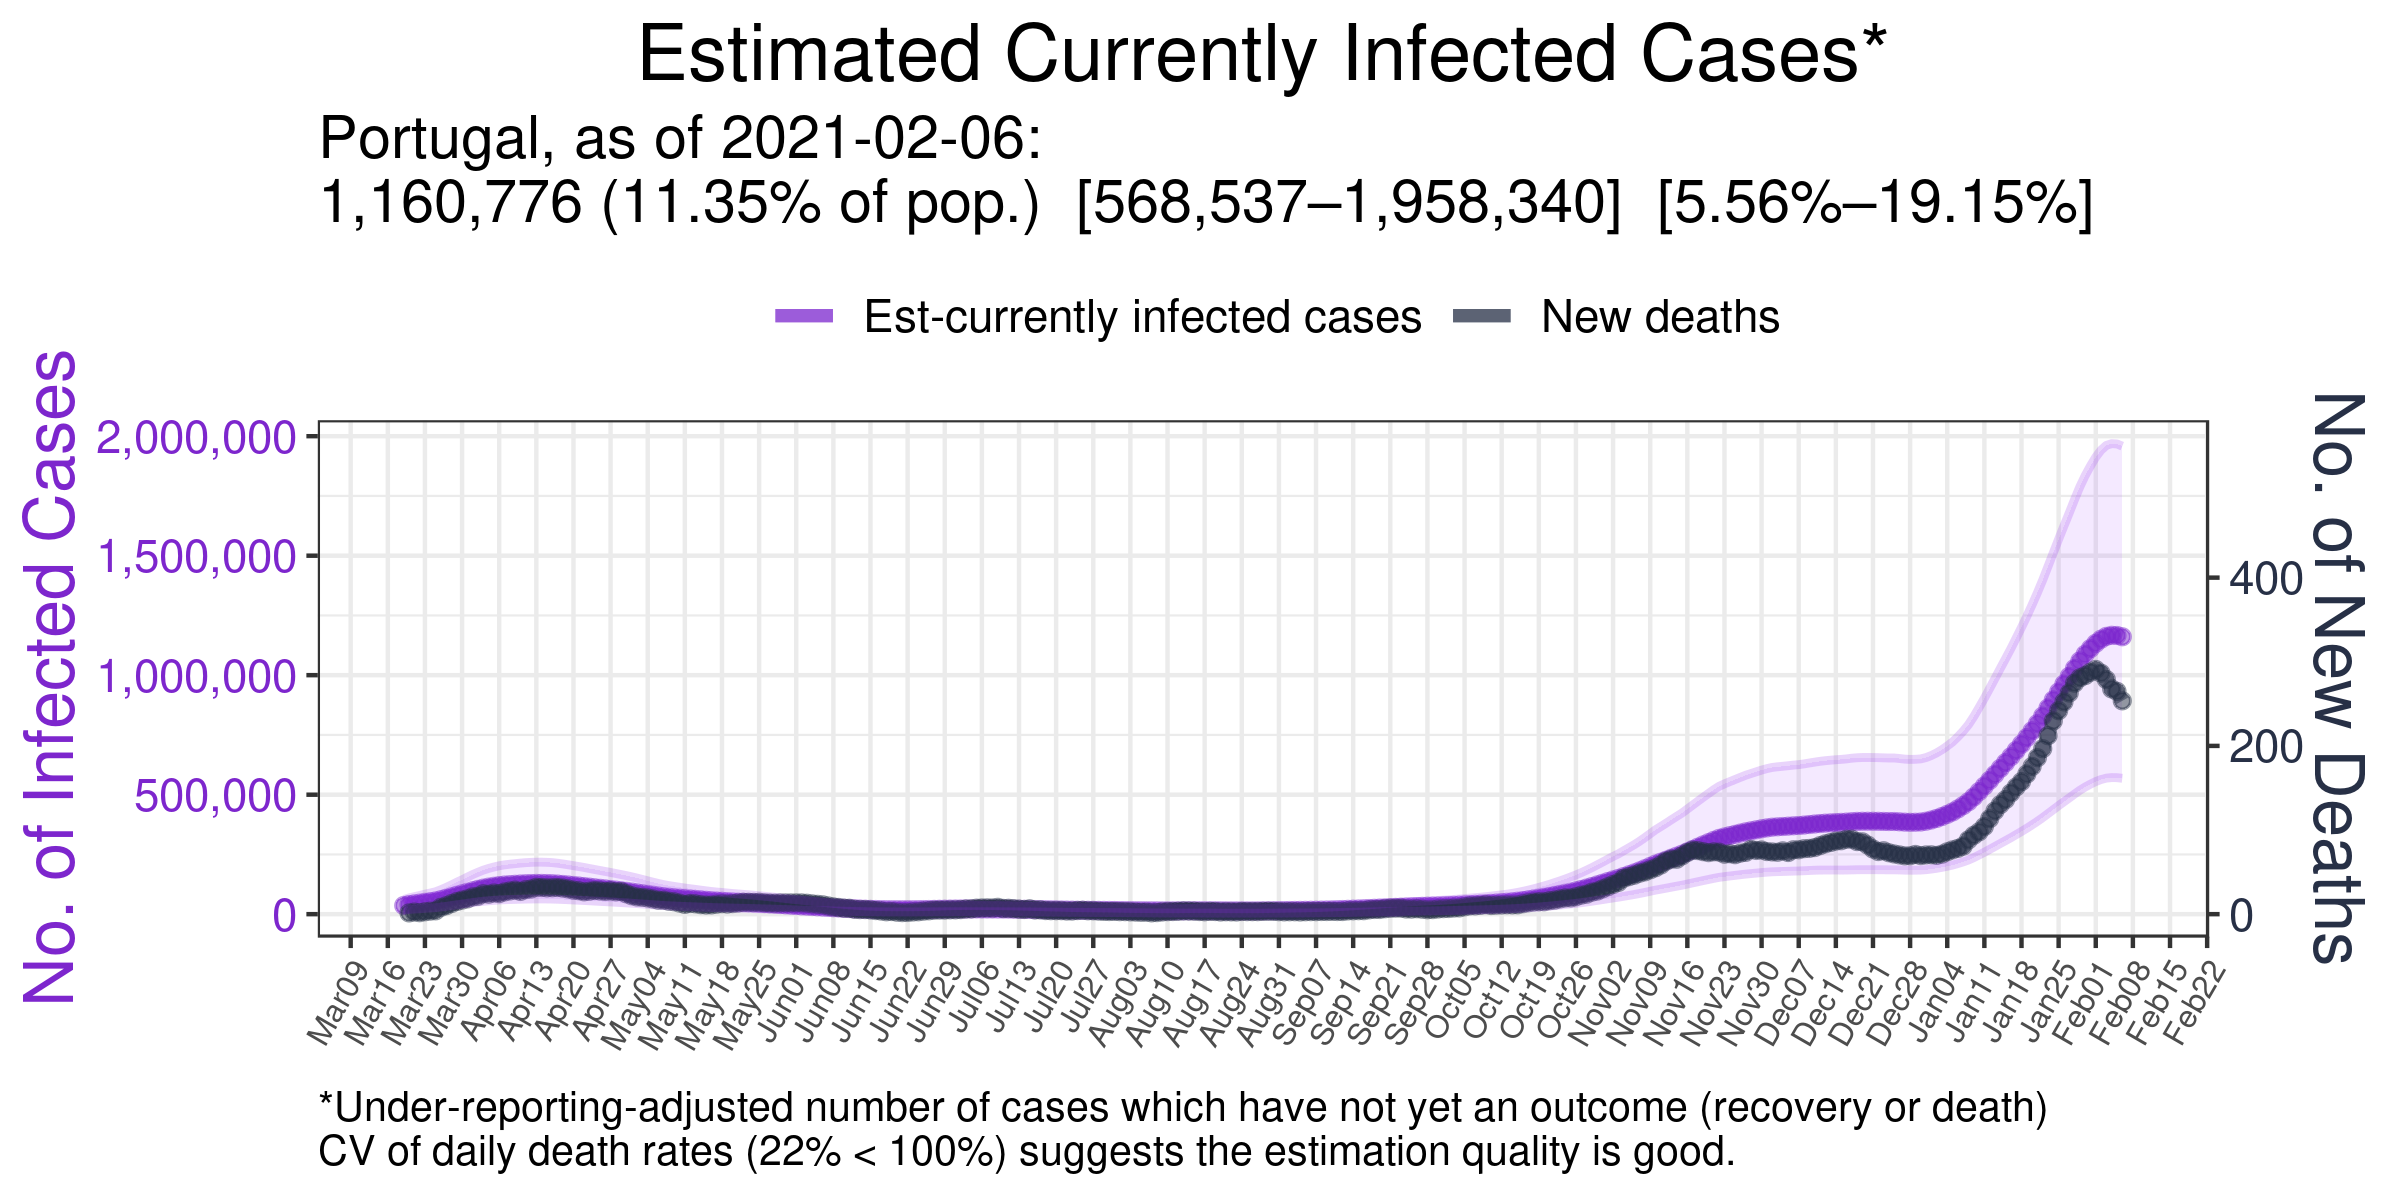 Estimated Currently Infected Cases*
Portugal, as of 2021-02-06:
1,160,776 (11.35% of pop.) [568,537–1,958,340] [5.56%–19.15%]
Est-currently infected cases
New deaths
No. of Infected Cases
2,000,000
1,500,000
1,000,000
500,000
0
400
200
0
No. of New Deaths
Mar09
Mar16
Mar23
Mar30
Apr06
Apr13
Apr20
Apr27
May04
May11
May18
May25
Jun01
Jun08
Jun15
Jun22
Jun29
Jul06
Jul13
Jul20
Jul27
Aug03
Aug10
Aug17
Aug24
Aug31
Sep07
Sep14
Sep21
Sep28
Oct05
Oct12
Oct19
Oct26
Nov02
Nov09
Nov16
Nov23
Nov30
Dec07
Dec14
Dec21
Dec28
Jan04
Jan11
Jan18
Jan25
Feb01
Feb08
Feb15
Feb22
*Under-reporting-adjusted number of cases which have not yet an outcome (recovery or death)
CV of daily death rates (22% < 100%) suggests the estimation quality is good.